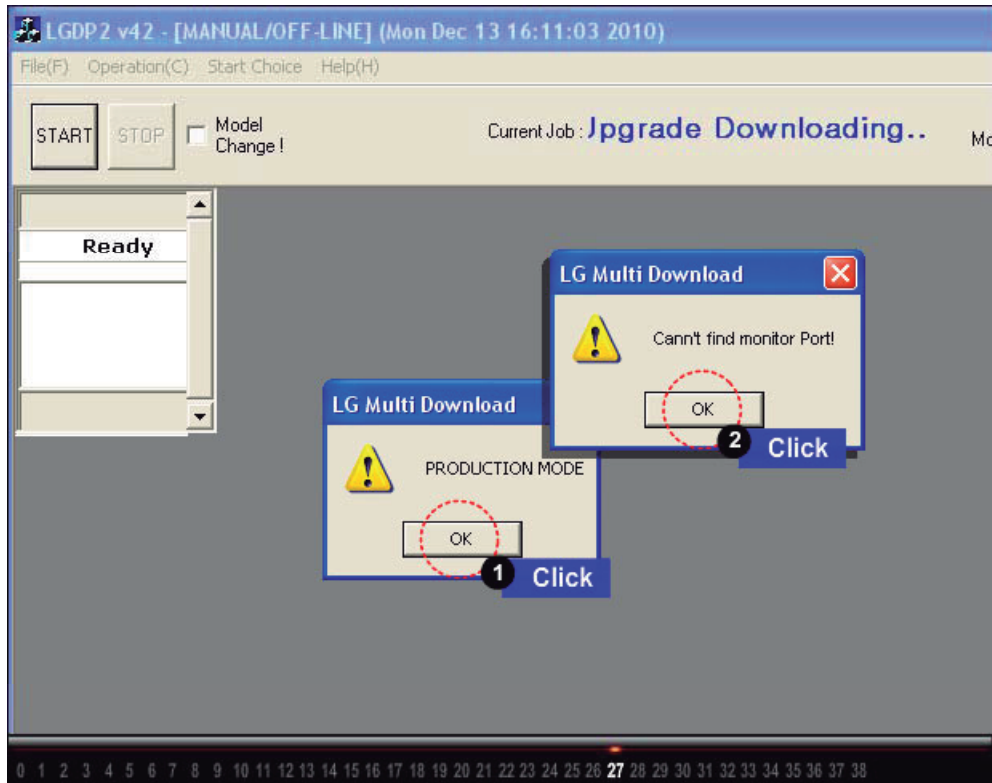 LGDP2 v42 - [MANUAL/OFF-LINE] (Mon Dec 13 16:11:03 2010)
File(F) Operation(C) Start Choice Help(H)
START STOP Model Change !
Current Job : Jpgrade Downloading.. Mo
Ready
LG Multi Download
Cann't find monitor Port!
OK
2 Click
LG Multi Download
PRODUCTION MODE
OK
1 Click
0 1 2 3 4 5 6 7 8 9 10 11 12 13 14 15 16 17 18 19 20 21 22 23 24 25 26 27 28 29 30 31 32 33 34 35 36 37 38